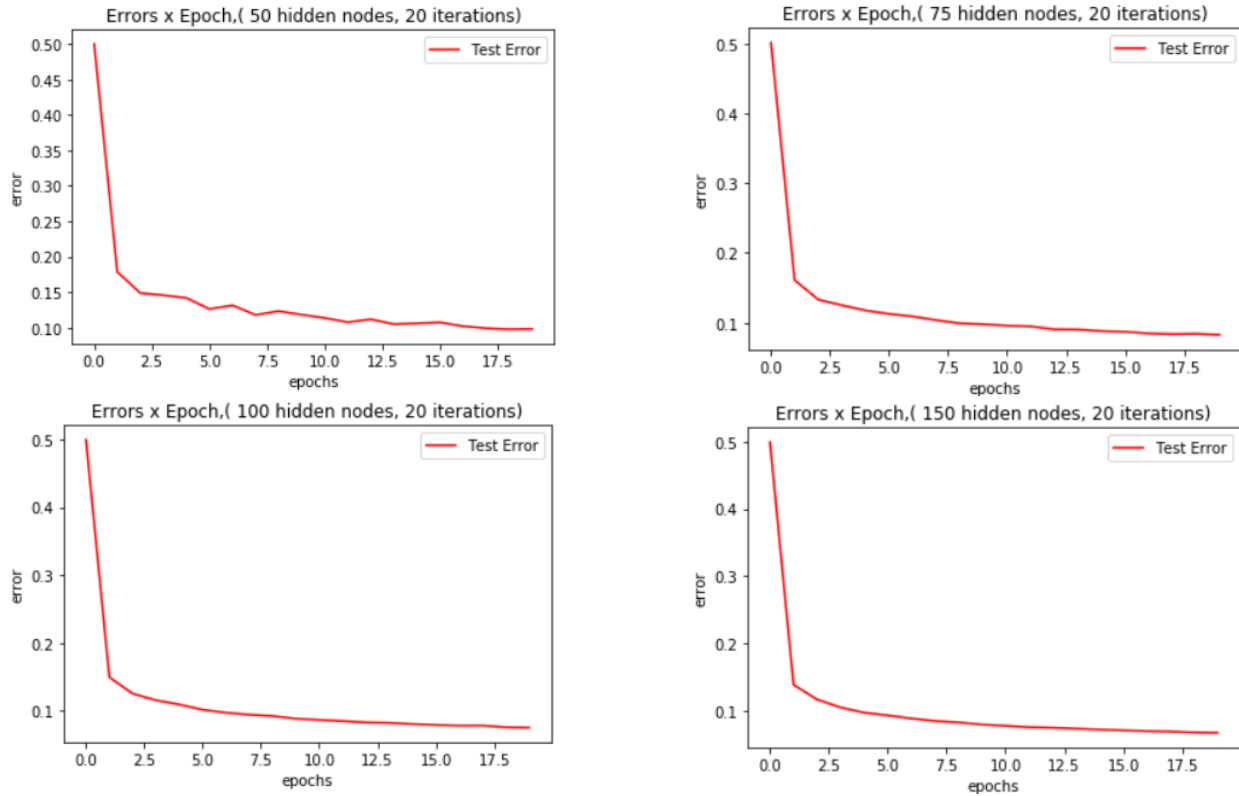 Errors x Epoch,( 50 hidden nodes, 20 iterations)
Test Error
0.50
0.45
0.40
0.35
0.30
0.25
0.20
0.15
0.10
error
0.0 2.5 5.0 7.5 10.0 12.5 15.0 17.5
epochs
Errors x Epoch,( 75 hidden nodes, 20 iterations)
Test Error
0.5
0.4
0.3
0.2
0.1
error
0.0 2.5 5.0 7.5 10.0 12.5 15.0 17.5
epochs
Errors x Epoch,( 100 hidden nodes, 20 iterations)
Test Error
0.5
0.4
0.3
0.2
0.1
error
0.0 2.5 5.0 7.5 10.0 12.5 15.0 17.5
epochs
Errors x Epoch,( 150 hidden nodes, 20 iterations)
Test Error
0.5
0.4
0.3
0.2
0.1
error
0.0 2.5 5.0 7.5 10.0 12.5 15.0 17.5
epochs